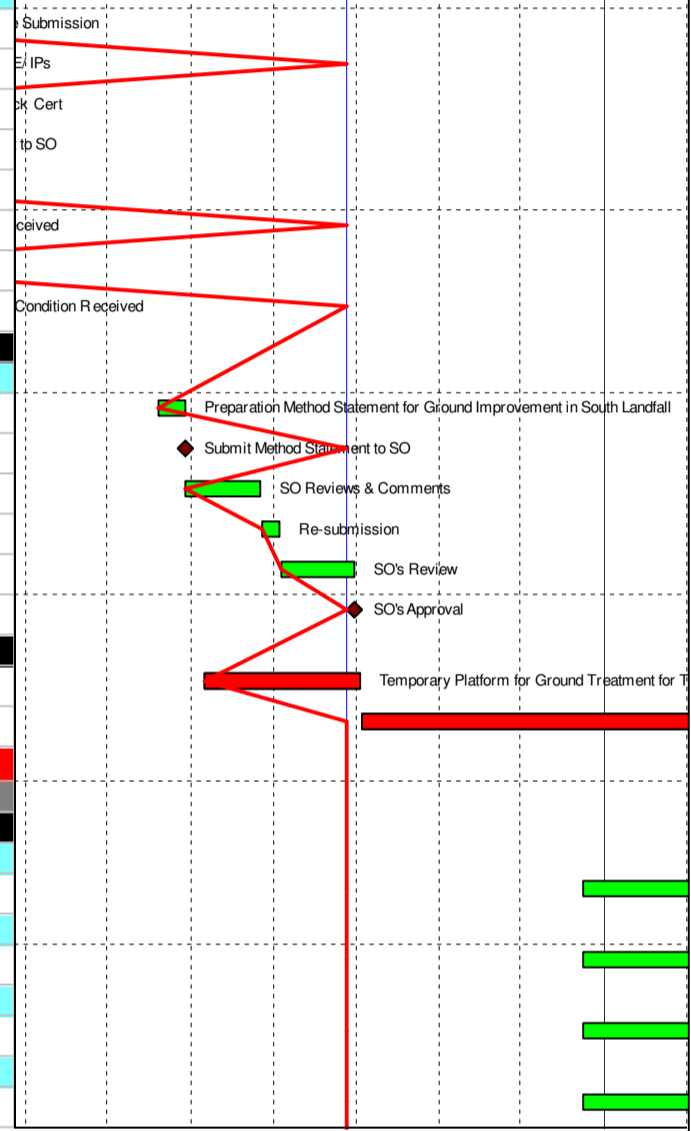 Submission
E/ IPs
ck Cert
to SO
ceived
Condition Received
Preparation Method Statement for Ground Improvement in South Landfall
Submit Method Statement to SO
SO Reviews & Comments
Re-submission
SO's Review
SO's Approval
Temporary Platform for Ground Treatment for T